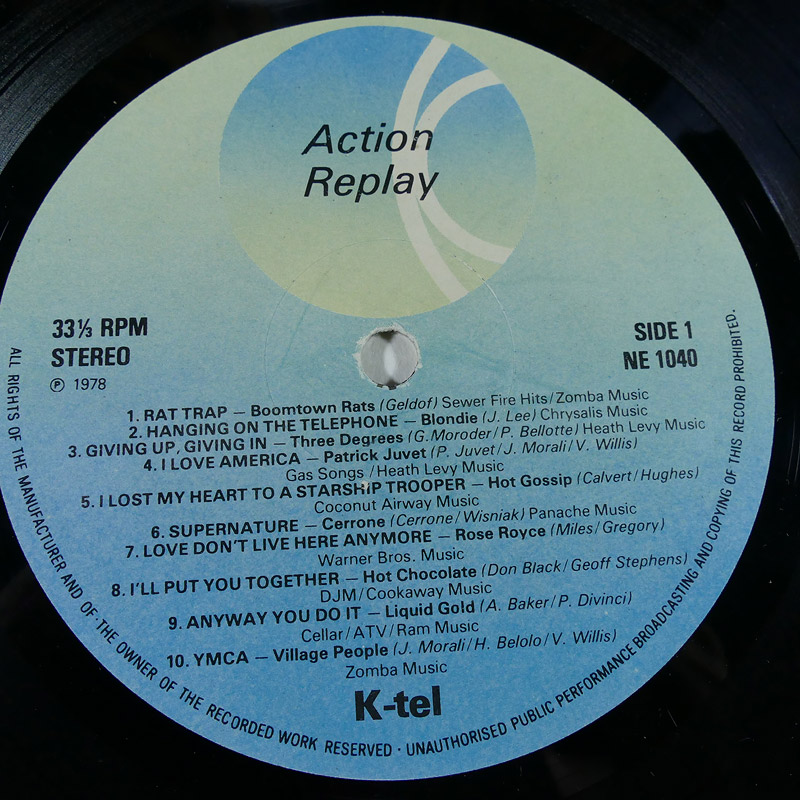 Action
Replay
33⅓ RPM
STEREO
℗ 1978
SIDE 1
NE 1040
1. RAT TRAP – Boomtown Rats (Geldof) Sewer Fire Hits/Zomba Music
2. HANGING ON THE TELEPHONE – Blondie (J. Lee) Chrysalis Music
3. GIVING UP, GIVING IN – Three Degrees (G. Moroder/P. Bellotte) Heath Levy Music
4. I LOVE AMERICA – Patrick Juvet (P. Juvet/J. Morali/V. Willis)
Gas Songs/Heath Levy Music
5. I LOST MY HEART TO A STARSHIP TROOPER – Hot Gossip (Calvert/Hughes)
Coconut Airway Music
6. SUPERNATURE – Cerrone (Cerrone/Wisniak) Panache Music
7. LOVE DON'T LIVE HERE ANYMORE – Rose Royce (Miles/Gregory)
Warner Bros. Music
8. I'LL PUT YOU TOGETHER – Hot Chocolate (Don Black/Geoff Stephens)
DJM/Cookaway Music
9. ANYWAY YOU DO IT – Liquid Gold (A. Baker/P. Divinci)
Cellar/ATV/Ram Music
10. YMCA – Village People (J. Morali/H. Belolo/V. Willis)
Zomba Music
K-tel
ALL RIGHTS OF THE MANUFACTURER AND OF THE OWNER OF THE RECORDED WORK RESERVED · UNAUTHORISED PUBLIC PERFORMANCE BROADCASTING AND COPYING OF THIS RECORD PROHIBITED.